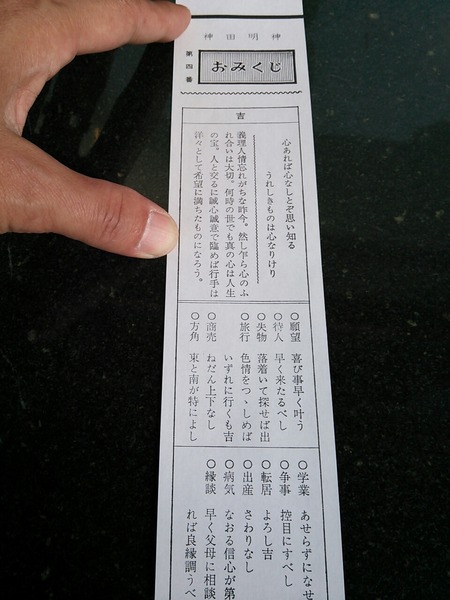 神田明神
第四番
おみくじ
吉
心あれば心なしとぞ思い知る
うれしきものは心なりけり
義理人情忘れがちな昨今。然し乍ら心のふ
れ合いは大切。何時の世でも真の心は人生
の宝。人と交るに誠心誠意で臨めば行手は
洋々として希望に満ちたものになろう。
○願望 喜び事早く叶う
○待人 早く来たるべし
○失物 落着いて探せば出
○旅行 色情をつゝしめば
いずれに行くも吉
○商売 ねだん上下なし
○方角 東と南が特によし
○学業 あせらずになせ
○争事 控目にすべし
○転居 よろし吉
○出産 さわりなし
○病気 なおる信心が第
○縁談 早く父母に相談
れば良縁調うべ